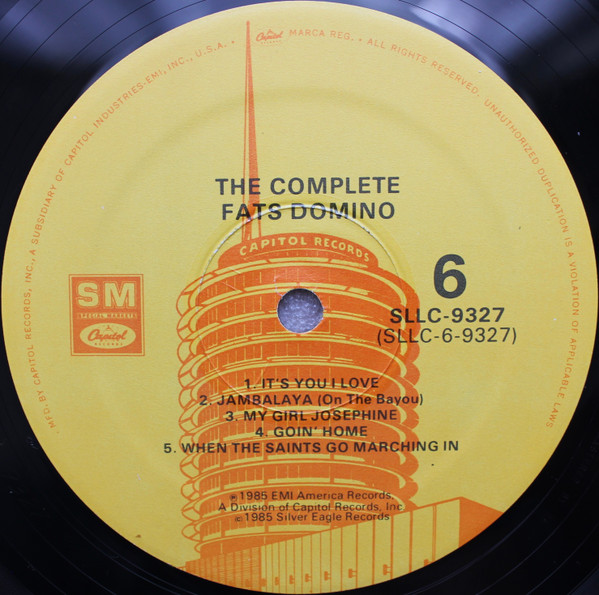 MFG. BY CAPITOL RECORDS, INC., A SUBSIDIARY OF CAPITOL INDUSTRIES-EMI, INC., U.S.A. • Capitol MARCA REG. • ALL RIGHTS RESERVED. UNAUTHORIZED DUPLICATION IS A VIOLATION OF APPLICABLE LAWS
THE COMPLETE
FATS DOMINO
CAPITOL RECORDS
6
SLLC-9327
(SLLC-6-9327)
SM
SPECIAL MARKETS
Capitol
1. IT'S YOU I LOVE
2. JAMBALAYA (On The Bayou)
3. MY GIRL JOSEPHINE
4. GOIN' HOME
5. WHEN THE SAINTS GO MARCHING IN
℗1985 EMI America Records,
A Division of Capitol Records, Inc
©1985 Silver Eagle Records